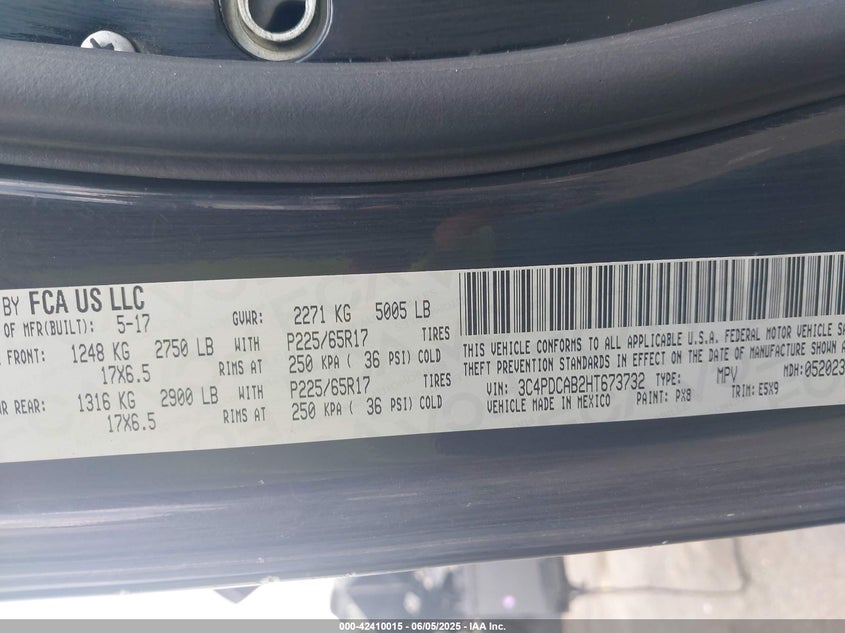 BY FCA US LLC
OF MFR(BUILT): 5-17 GVWR: 2271 KG 5005 LB
FRONT: 1248 KG 2750 LB WITH P225/65R17 TIRES
17X6.5 RIMS AT 250 KPA ( 36 PSI) COLD
REAR: 1316 KG 2900 LB WITH P225/65R17 TIRES
17X6.5 RIMS AT 250 KPA ( 36 PSI) COLD
THIS VEHICLE CONFORMS TO ALL APPLICABLE U.S.A. FEDERAL MOTOR VEHICLE SA
THEFT PREVENTION STANDARDS IN EFFECT ON THE DATE OF MANUFACTURE SHOWN A
VIN: 3C4PDCAB2HT673732 TYPE: MPV MDH:052023
VEHICLE MADE IN MEXICO PAINT: PX8 TRIM: E5X9
000-42410015 - 06/05/2025 - IAA Inc.